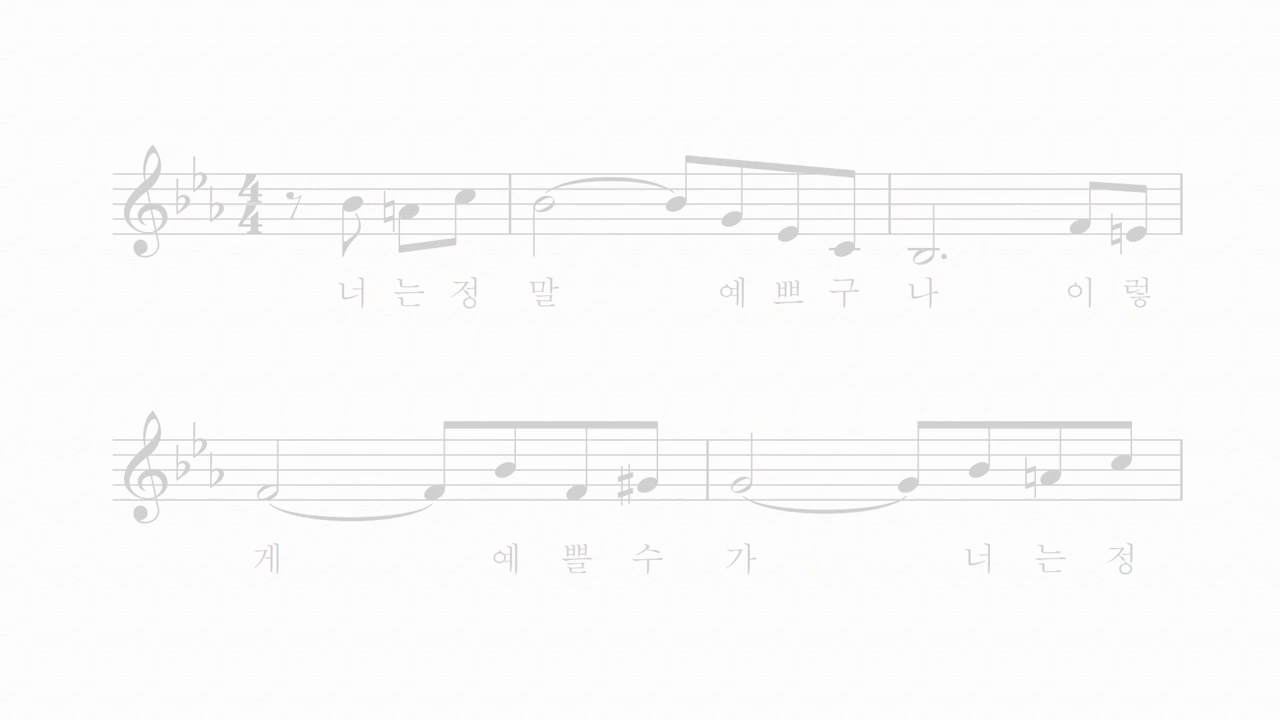 너 는 정 말 예 쁘 구 나 이 렇
게 예 쁠 수 가 너 는 정